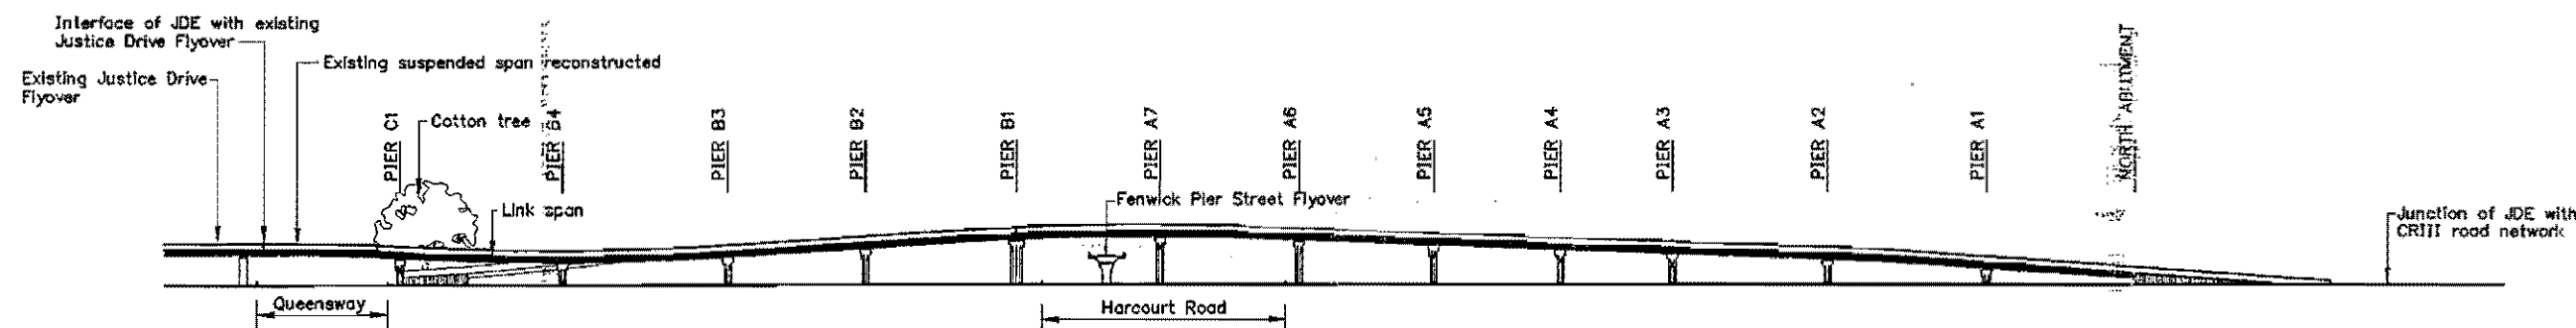 Interface of JDE with existing
Justice Drive Flyover
Existing Justice Drive
Flyover
Existing suspended span reconstructed
Cotton tree
Link span
PIER C1
PIER B4
PIER B3
PIER B2
PIER B1
PIER A7
PIER A6
PIER A5
PIER A4
PIER A3
PIER A2
PIER A1
NORTH ABUTMENT
Fenwick Pier Street Flyover
Junction of JDE with
CRIII road network
Queensway
Harcourt Road